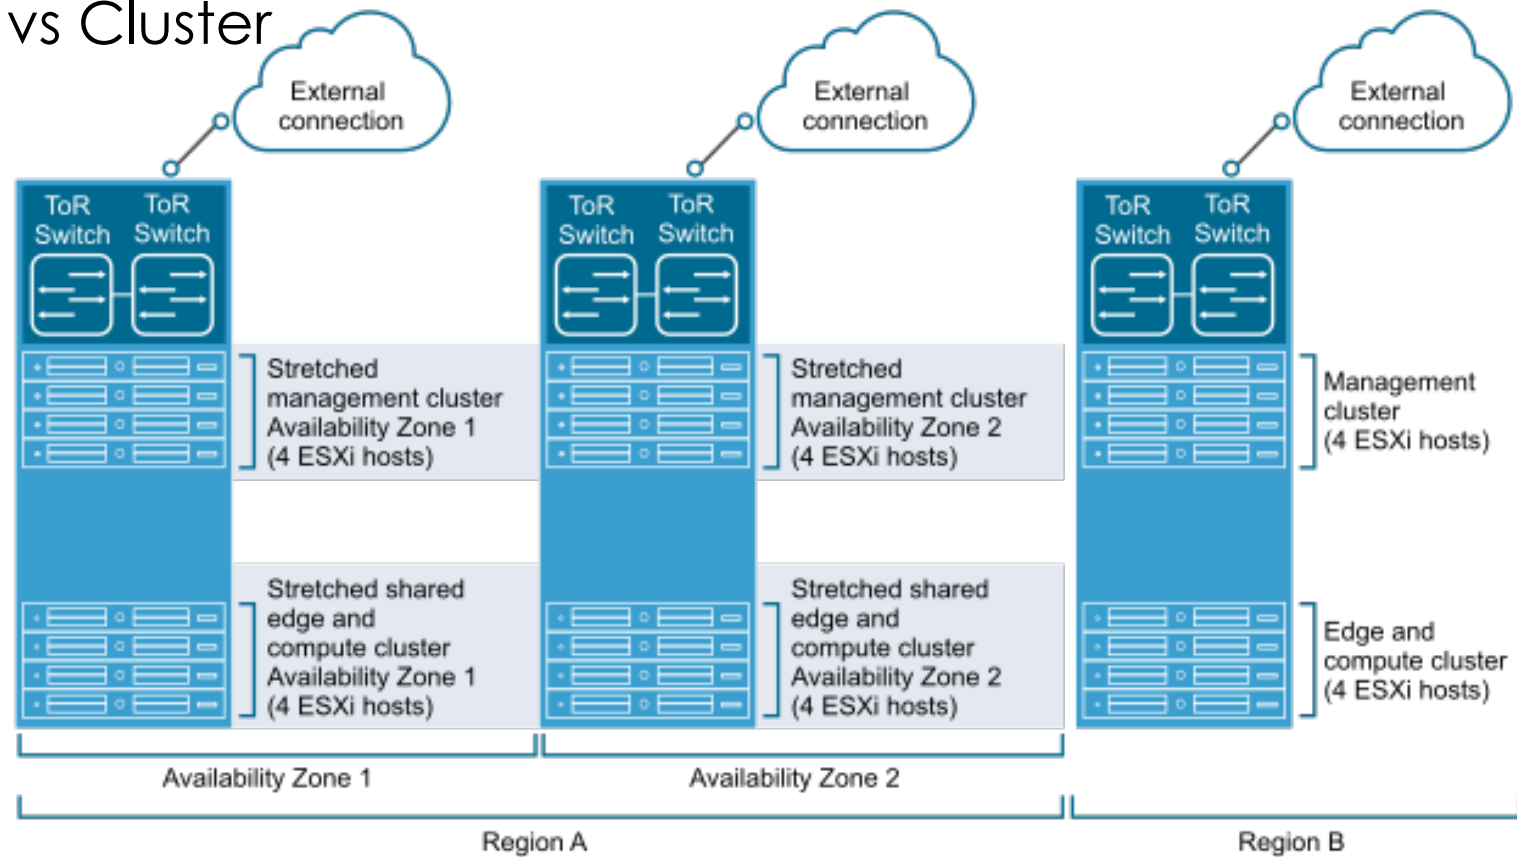 vs Cluster
External
connection
External
connection
External
connection
ToR
Switch
ToR
Switch
ToR
Switch
ToR
Switch
ToR
Switch
ToR
Switch
Stretched
management cluster
Availability Zone 1
(4 ESXi hosts)
Stretched
management cluster
Availability Zone 2
(4 ESXi hosts)
Management
cluster
(4 ESXi hosts)
Stretched shared
edge and
compute cluster
Availability Zone 1
(4 ESXi hosts)
Stretched shared
edge and
compute cluster
Availability Zone 2
(4 ESXi hosts)
Edge and
compute cluster
(4 ESXi hosts)
Availability Zone 1
Availability Zone 2
Region A
Region B